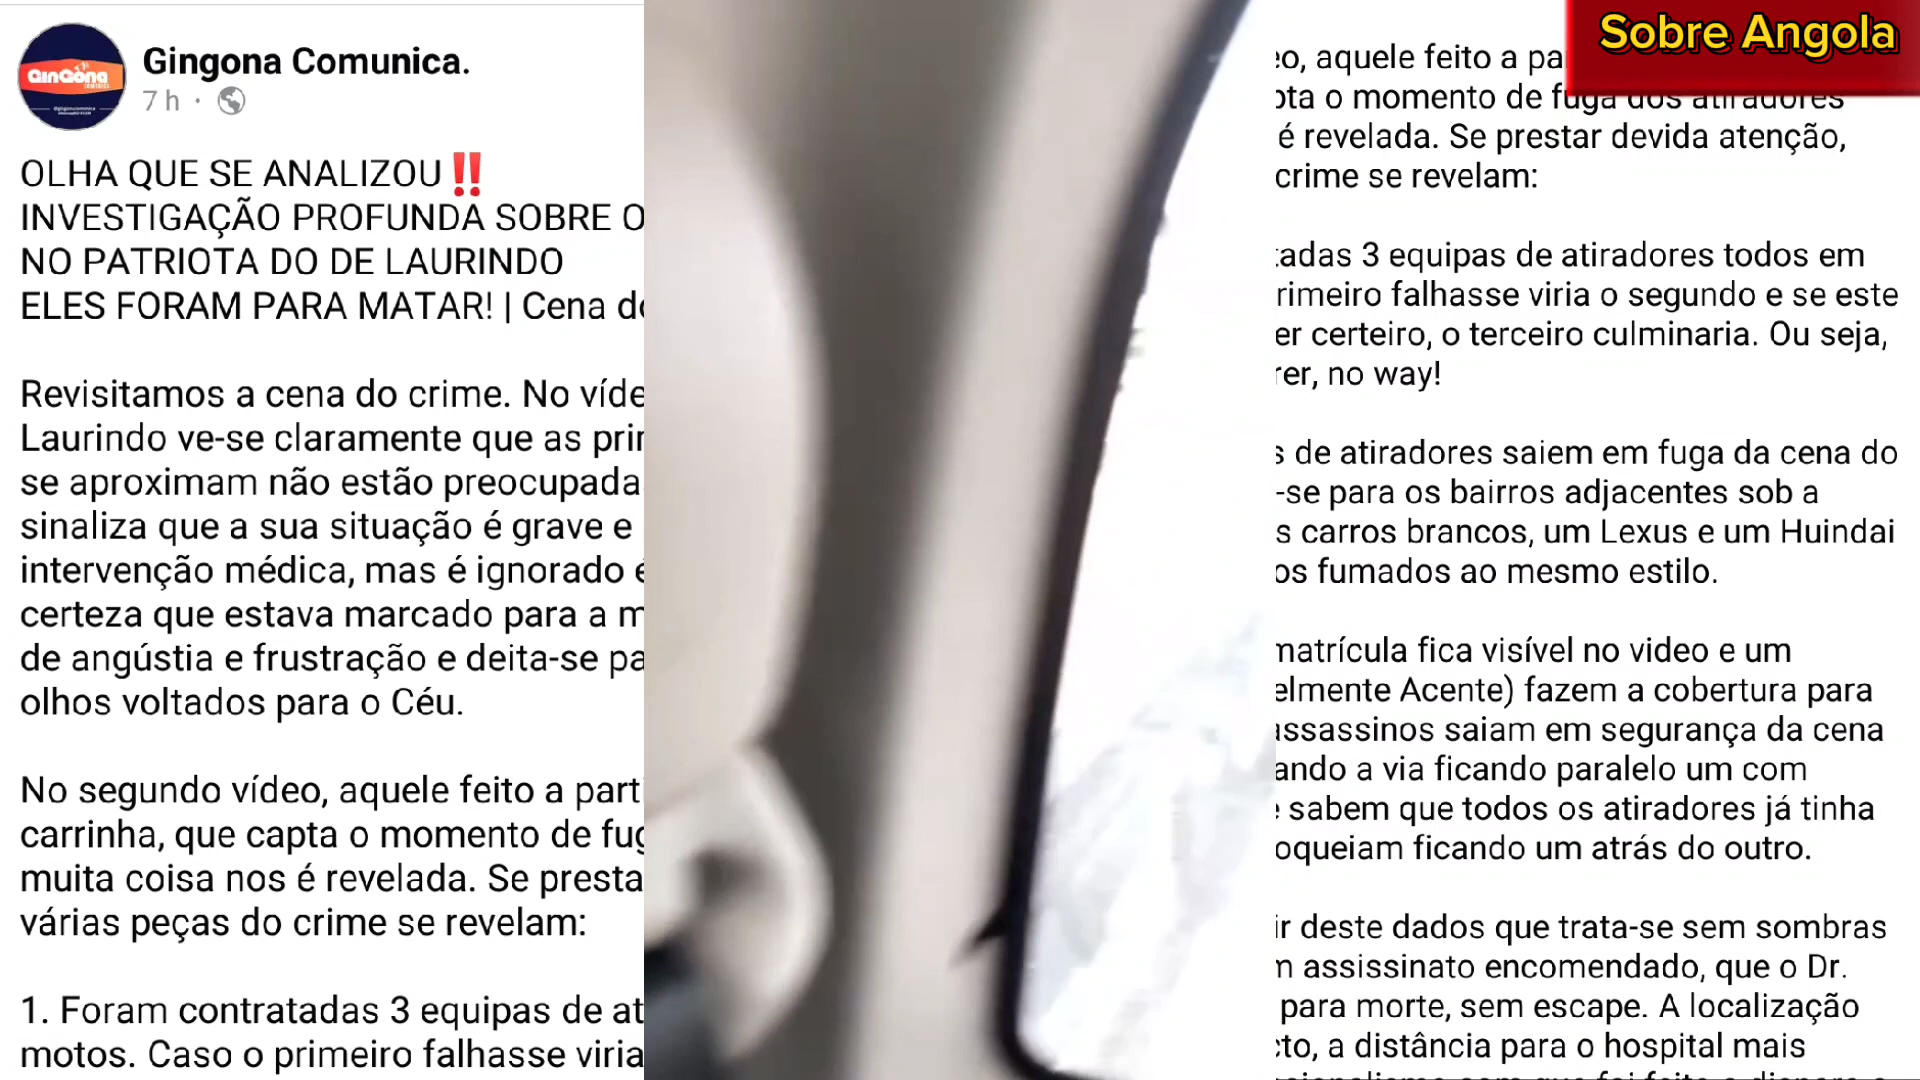 Gingona Comunica.
7 h
OLHA QUE SE ANALIZOU‼️
INVESTIGAÇÃO PROFUNDA SOBRE O
NO PATRIOTA DO DE LAURINDO
ELES FORAM PARA MATAR! | Cena do
Revisitamos a cena do crime. No víde
Laurindo ve-se claramente que as prir
se aproximam não estão preocupada
sinaliza que a sua situação é grave e
intervenção médica, mas é ignorado é
certeza que estava marcado para a m
de angústia e frustração e deita-se pa
olhos voltados para o Céu.
No segundo vídeo, aquele feito a parti
carrinha, que capta o momento de fug
muita coisa nos é revelada. Se presta
várias peças do crime se revelam:
1. Foram contratadas 3 equipas de at
motos. Caso o primeiro falhasse viria
GinGona
COMUNICA
Sobre Angola
eo, aquele feito a pa
pta o momento de fuga dos atiradores
é revelada. Se prestar devida atenção,
crime se revelam:
tadas 3 equipas de atiradores todos em
rimeiro falhasse viria o segundo e se este
er certeiro, o terceiro culminaria. Ou seja,
rer, no way!
s de atiradores saiem em fuga da cena do
-se para os bairros adjacentes sob a
s carros brancos, um Lexus e um Huindai
os fumados ao mesmo estilo.
matrícula fica visível no video e um
elmente Acente) fazem a cobertura para
assassinos saiam em segurança da cena
ando a via ficando paralelo um com
e sabem que todos os atiradores já tinha
oqueiam ficando um atrás do outro.
ir deste dados que trata-se sem sombras
m assissinato encomendado, que o Dr.
para morte, sem escape. A localização
cto, a distância para o hospital mais